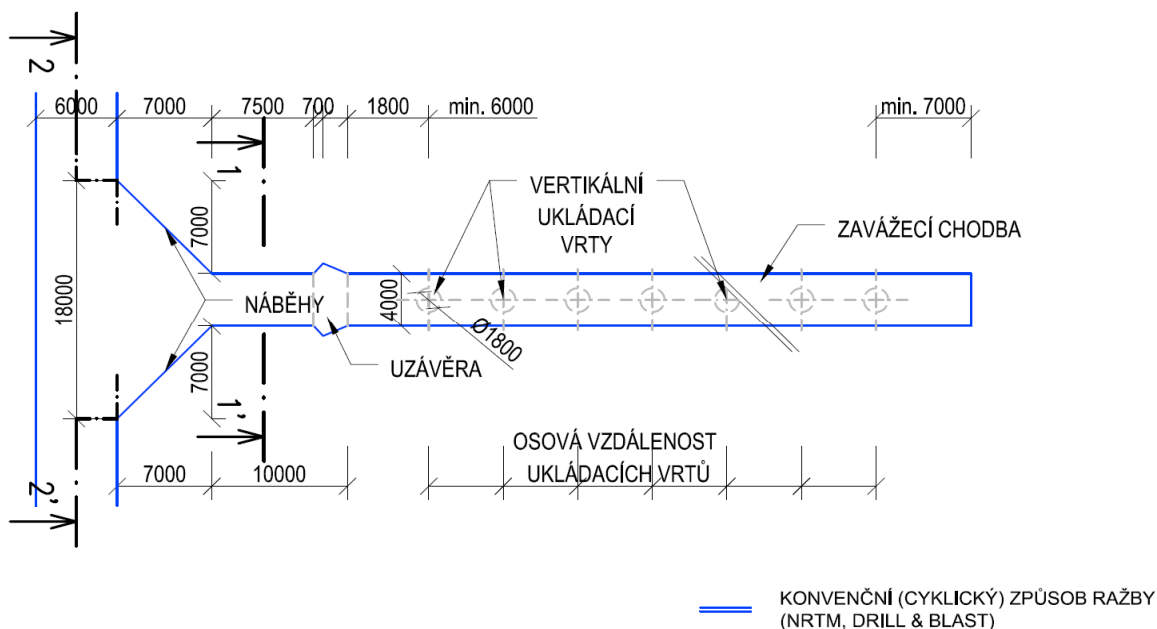 2
6000
7000
7500
700
1800
min. 6000
min. 7000
1
VERTIKÁLNÍ
UKLÁDACÍ
VRTY
ZAVÁŽECÍ CHODBA
7000
18000
NÁBĚHY
4000
Ø1800
UZÁVĚRA
7000
1'
OSOVÁ VZDÁLENOST
UKLÁDACÍCH VRTŮ
7000
10000
2'
KONVENČNÍ (CYKLICKÝ) ZPŮSOB RAŽBY
(NRTM, DRILL & BLAST)